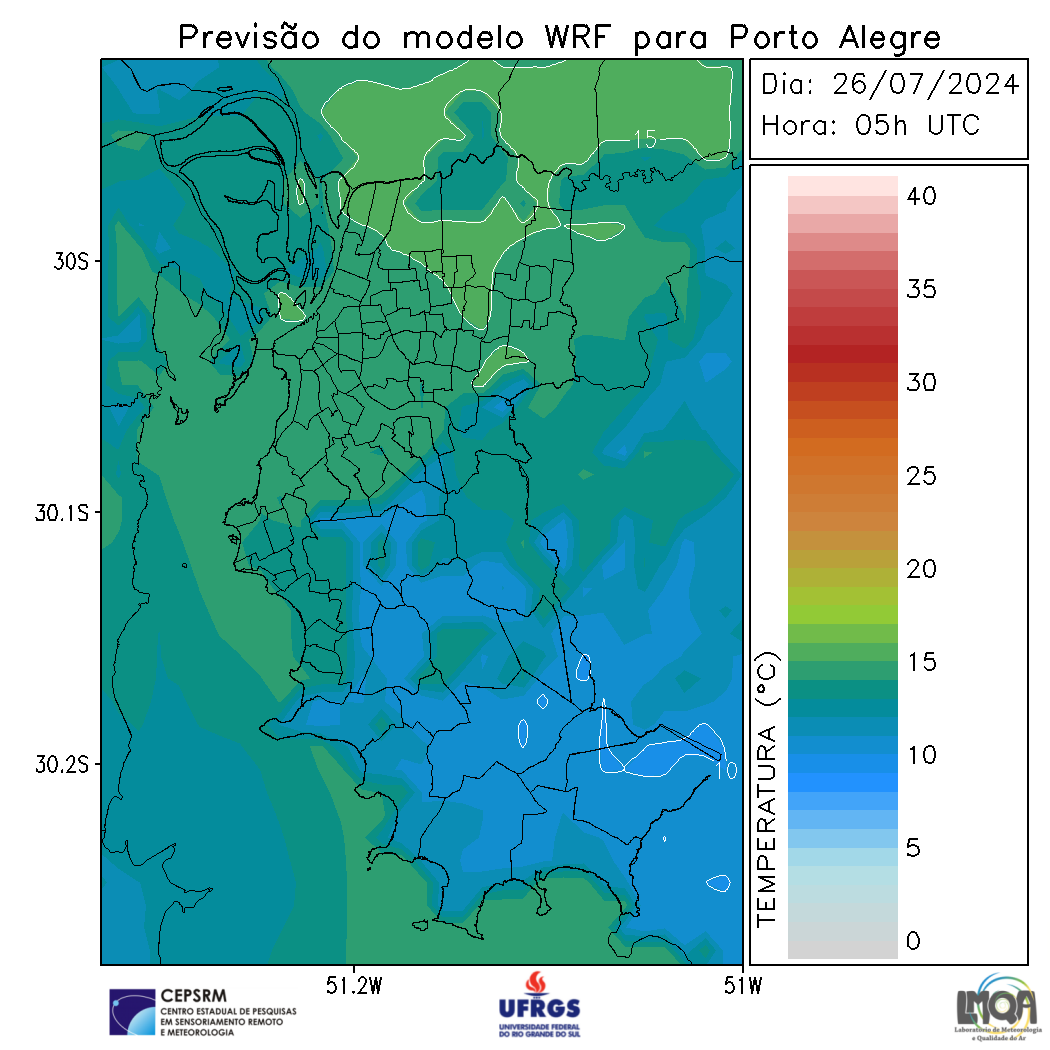 Previsão do modelo WRF para Porto Alegre
Dia: 26/07/2024
Hora: 05h UTC
15
10
30S
30.1S
30.2S
51.2W
51W
TEMPERATURA (°C)
40
35
30
25
20
15
10
5
0
CEPSRM
CENTRO ESTADUAL DE PESQUISAS
EM SENSORIAMENTO REMOTO
E METEOROLOGIA
UFRGS
UNIVERSIDADE FEDERAL
DO RIO GRANDE DO SUL
LMQA
Laboratório de Meteorologia
e Qualidade do Ar